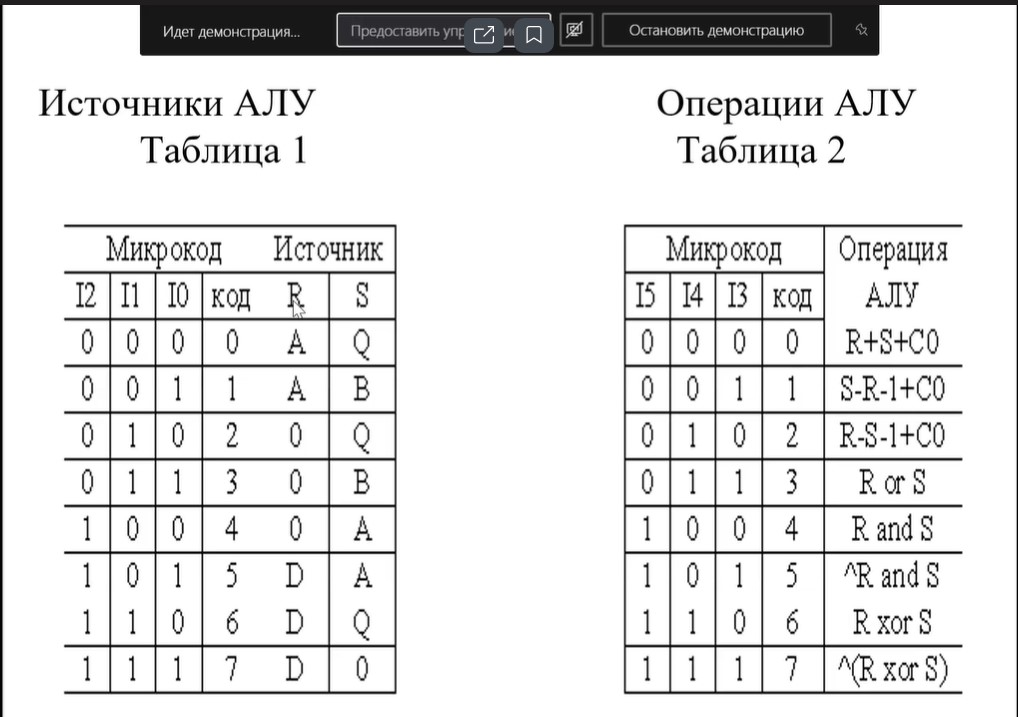 Идет демонстрация...
Предоставить
Остановить демонстрацию
Источники АЛУ
Таблица 1
Операции АЛУ
Таблица 2
Микрокод Источник
I2 I1 I0 код R S
0 0 0 0 A Q
0 0 1 1 A B
0 1 0 2 0 Q
0 1 1 3 0 B
1 0 0 4 0 A
1 0 1 5 D A
1 1 0 6 D Q
1 1 1 7 D 0
Микрокод Операция
I5 I4 I3 код АЛУ
0 0 0 0 R+S+C0
0 0 1 1 S-R-1+C0
0 1 0 2 R-S-1+C0
0 1 1 3 R or S
1 0 0 4 R and S
1 0 1 5 ^R and S
1 1 0 6 R xor S
1 1 1 7 ^(R xor S)